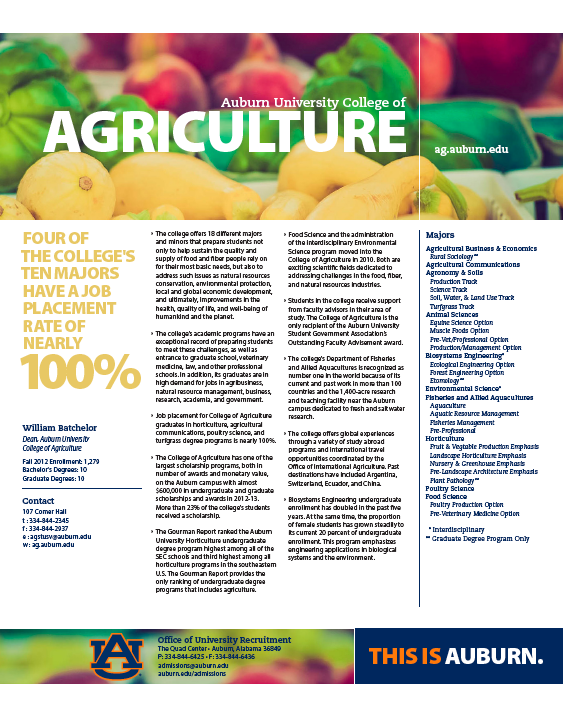 Auburn University College of
AGRICULTURE
ag.auburn.edu
FOUR OF
THE COLLEGE'S
TEN MAJORS
HAVE A JOB
PLACEMENT
RATE OF
NEARLY
100%
William Batchelor
Dean, Auburn University
College of Agriculture
Fall 2012 Enrollment: 1,279
Bachelor's Degrees: 10
Graduate Degrees: 10
Contact
107 Comer Hall
t : 334-844-2345
f : 334-844-2937
e : agstusv@auburn.edu
w : ag.auburn.edu
› The college offers 18 different majors
and minors that prepare students not
only to help sustain the quality and
supply of food and fiber people rely on
for their most basic needs, but also to
address such issues as natural resources
conservation, environmental protection,
local and global economic development,
and ultimately, improvements in the
health, quality of life, and well-being of
humankind and the planet.
› The college's academic programs have an
exceptional record of preparing students
to meet these challenges, as well as
entrance to graduate school, veterinary
medicine, law, and other professional
schools. In addition, its graduates are in
high demand for jobs in agribusiness,
natural resource management, business,
research, academia, and government.
› Job placement for College of Agriculture
graduates in horticulture, agricultural
communications, poultry science, and
turfgrass degree programs is nearly 100%.
› The College of Agriculture has one of the
largest scholarship programs, both in
number of awards and monetary value,
on the Auburn campus with almost
$600,000 in undergraduate and graduate
scholarships and awards in 2012-13.
More than 23% of the college's students
received a scholarship.
› The Gourman Report ranked the Auburn
University Horticulture undergraduate
degree program highest among all of the
SEC schools and third highest among all
horticulture programs in the southeastern
U.S. The Gourman Report provides the
only ranking of undergraduate degree
programs that includes agriculture.
› Food Science and the administration
of the interdisciplinary Environmental
Science program moved into the
College of Agriculture in 2010. Both are
exciting scientific fields dedicated to
addressing challenges in the food, fiber,
and natural resources industries.
› Students in the college receive support
from faculty advisors in their area of
study. The College of Agriculture is the
only recipient of the Auburn University
Student Government Association's
Outstanding Faculty Advisement award.
› The college's Department of Fisheries
and Allied Aquacultures is recognized as
number one in the world because of its
current and past work in more than 100
countries and the 1,400-acre research
and teaching facility near the Auburn
campus dedicated to fresh and saltwater
research.
› The college offers global experiences
through a variety of study abroad
programs and international travel
opportunities coordinated by the
Office of International Agriculture. Past
destinations have included Argentina,
Switzerland, Ecuador, and China.
› Biosystems Engineering undergraduate
enrollment has doubled in the past five
years. At the same time, the proportion
of female students has grown steadily to
its current 20 percent of undergraduate
enrollment. This program emphasizes
engineering applications in biological
systems and the environment.
Majors
Agricultural Business & Economics
Rural Sociology**
Agricultural Communications
Agronomy & Soils
Production Track
Science Track
Soil, Water, & Land Use Track
Turfgrass Track
Animal Sciences
Equine Science Option
Muscle Foods Option
Pre-Vet/Professional Option
Production/Management Option
Biosystems Engineering*
Ecological Engineering Option
Forest Engineering Option
Etomology**
Environmental Science*
Fisheries and Allied Aquacultures
Aquaculture
Aquatic Resource Management
Fisheries Management
Pre-Professional
Horticulture
Fruit & Vegtable Production Emphasis
Landscape Horticulture Emphasis
Nursery & Greenhouse Emphasis
Pre-Landscape Architecture Emphasis
Plant Pathology**
Poultry Science
Food Science
Poultry Production Option
Pre-Veterinary Medicine Option
* Interdisciplinary
** Graduate Degree Program Only
AU
Office of University Recruitment
The Quad Center • Auburn, Alabama 36849
P: 334-844-6425 • F: 334-844-6436
admissions@auburn.edu
auburn.edu/admissions
THIS IS AUBURN.